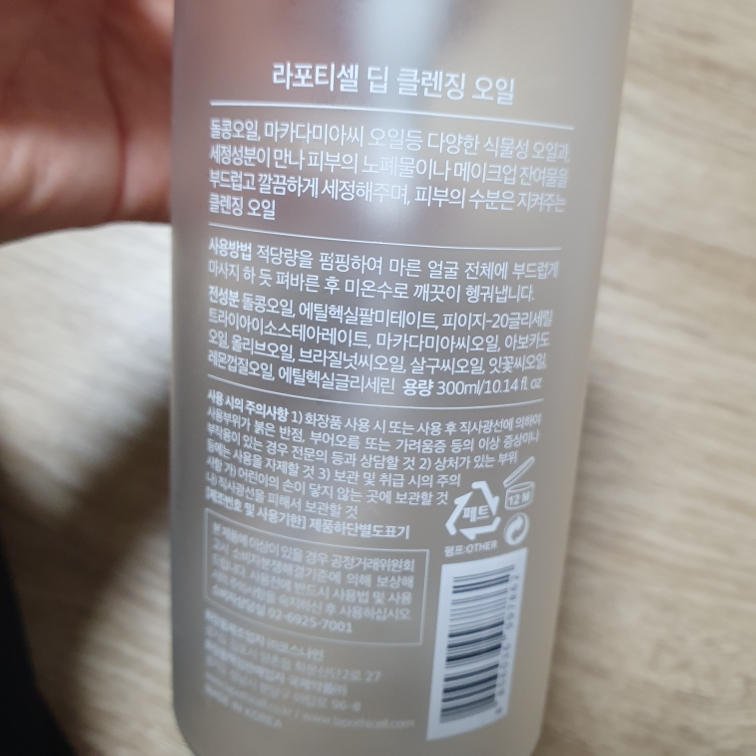 라포티셀 딥 클렌징 오일
돌콩오일, 마카다미아씨 오일등 다양한 식물성 오일과,
세정성분이 만나 피부의 노폐물이나 메이크업 잔여물을
부드럽고 깔끔하게 세정해주며, 피부의 수분은 지켜주는
클렌징 오일
사용방법 적당량을 펌핑하여 마른 얼굴 전체에 부드럽게
마사지 하 듯 펴바른 후 미온수로 깨끗이 헹궈냅니다.
전성분 돌콩오일, 에틸헥실팔미테이트, 피이지-20글리세릴
트라이아이소스테아레이트, 마카다미아씨오일, 아보카도
오일, 올리브오일, 브라질넛씨오일, 살구씨오일, 잇꽃씨오일,
레몬껍질오일, 에틸헥실글리세린 용량 300ml/10.14 fl. oz
사용 시의 주의사항 1) 화장품 사용 시 또는 사용 후 직사광선에 의하여
사용부위가 붉은 반점, 부어오름 또는 가려움증 등의 이상 증상이나
부작용이 있는 경우 전문의 등과 상담할 것 2) 상처가 있는 부위
등에는 사용을 자제할 것 3) 보관 및 취급 시의 주의
사항 가) 어린이의 손이 닿지 않는 곳에 보관할 것
나) 직사광선을 피해서 보관할 것
[제조번호 및 사용기한] 제품하단별도표기
12 M
페트
펌프:OTHER
본 제품에 이상이 있을 경우 공정거래위원회
고시 소비자분쟁해결기준에 의해 보상해
드립니다. 사용전에 반드시 사용법 및 사용
시의 주의사항을 숙지하신 후 사용하십시오
소비자상담실 02-6925-7001
2로 27
96-8
MADE IN KOREA